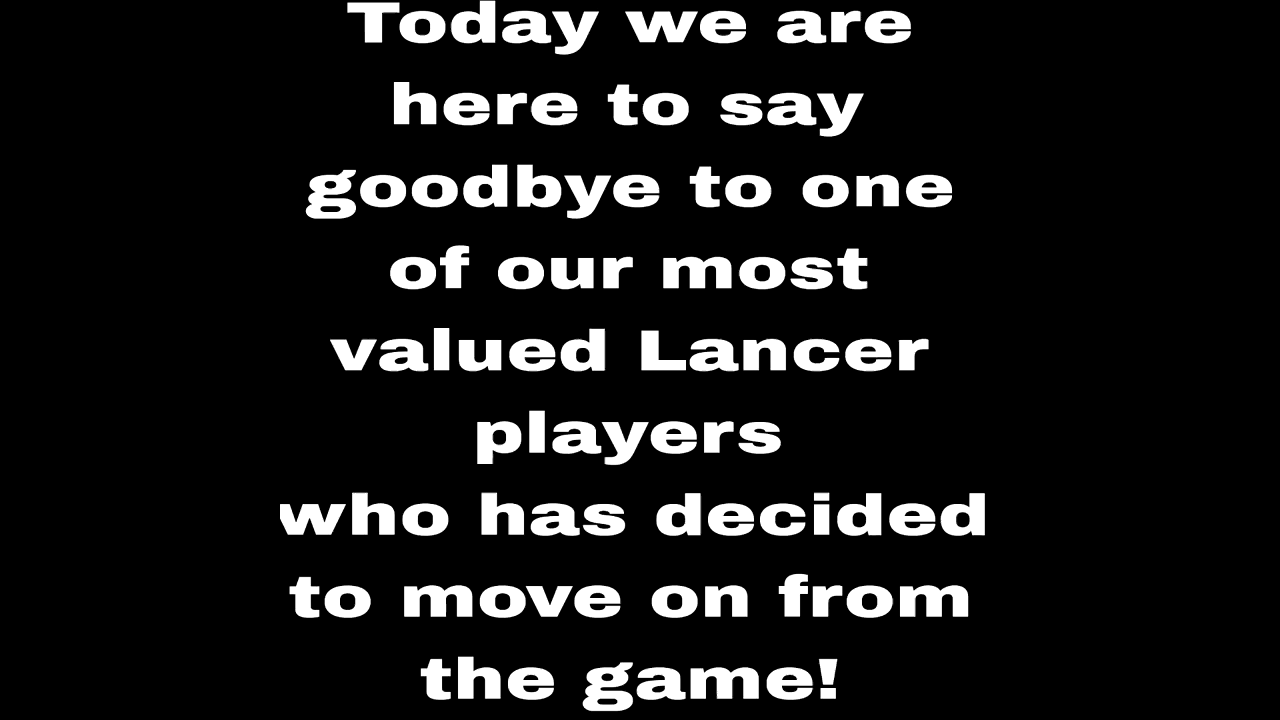 Today we are
here to say
goodbye to one
of our most
valued Lancer
players
who has decided
to move on from
the game!